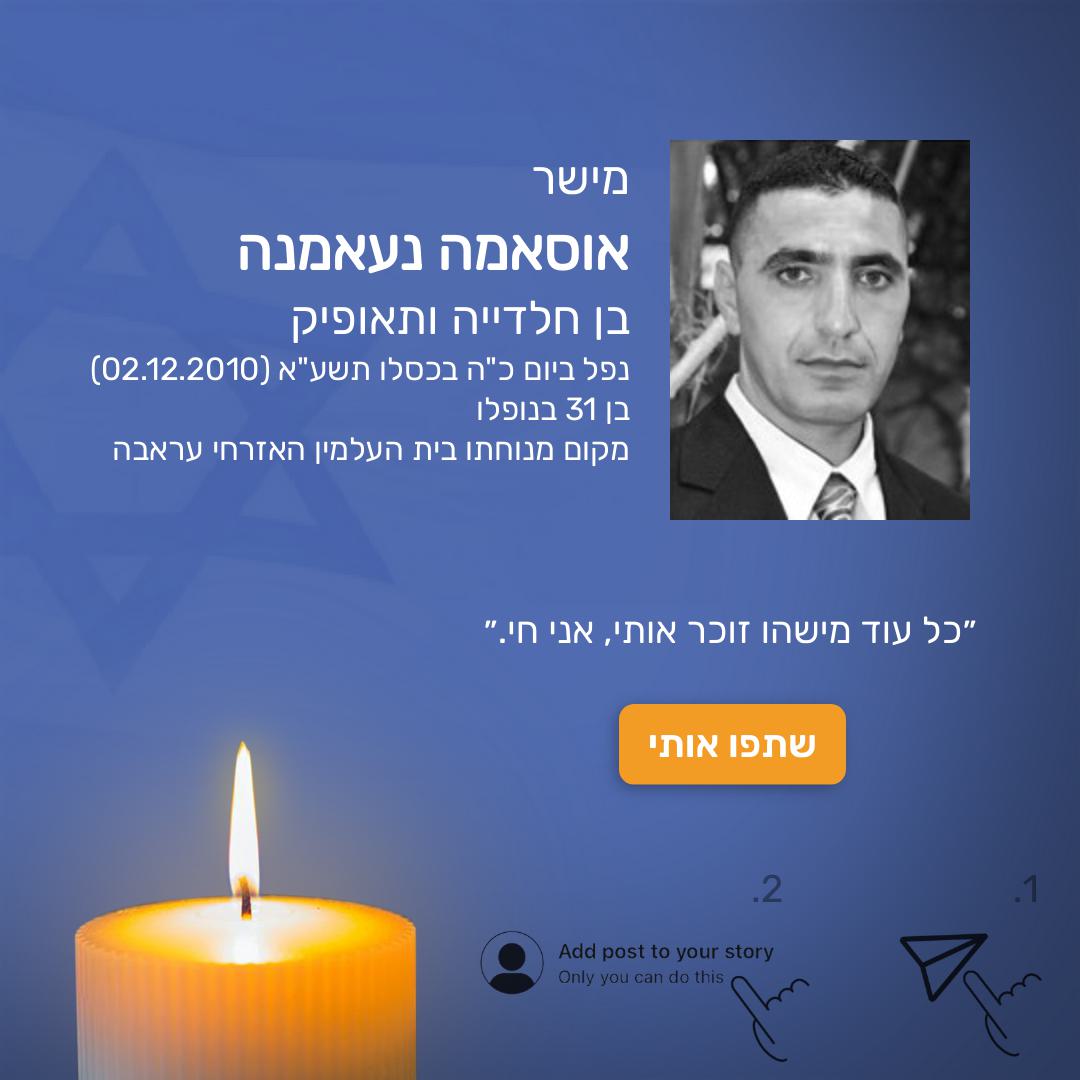 מישר
אוסאמה נעאמנה
בן חלדייה ותאופיק
נפל ביום כ"ה בכסלו תשע"א (02.12.2010)
בן 31 בנופלו
מקום מנוחתו בית העלמין האזרחי עראבה
״כל עוד מישהו זוכר אותי, אני חי.״
שתפו אותי
1.
2.
Add post to your story
Only you can do this